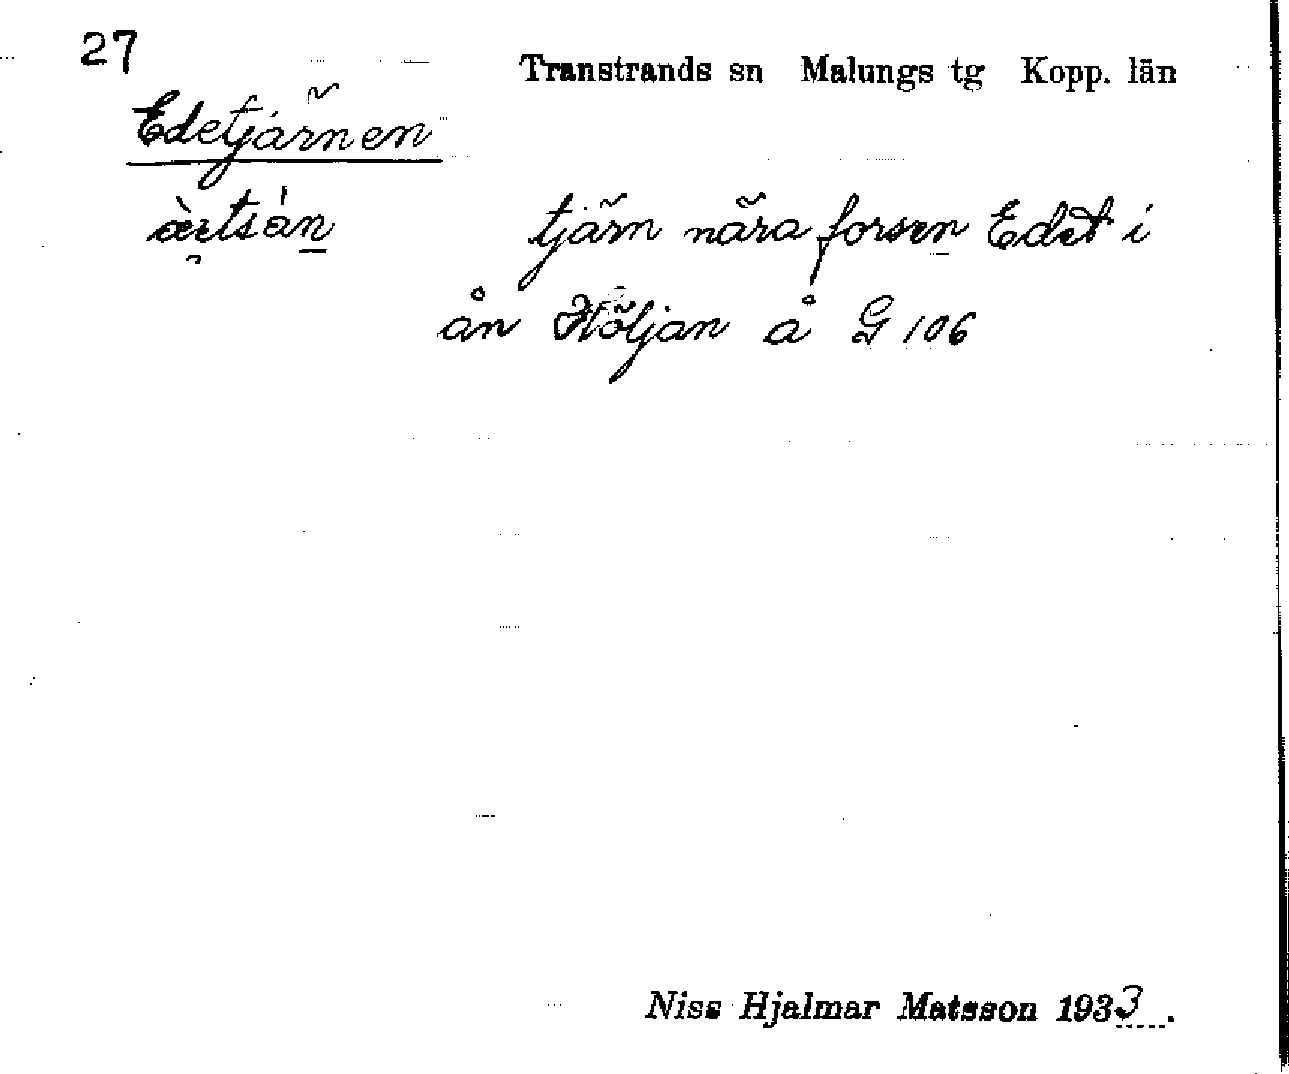 27
Transtrands sn Malungs tg Kopp. län
Edetjärnen
tjärn nära forsen Edet i
ån Höljan å G 106
Niss Hjalmar Matsson 1933.